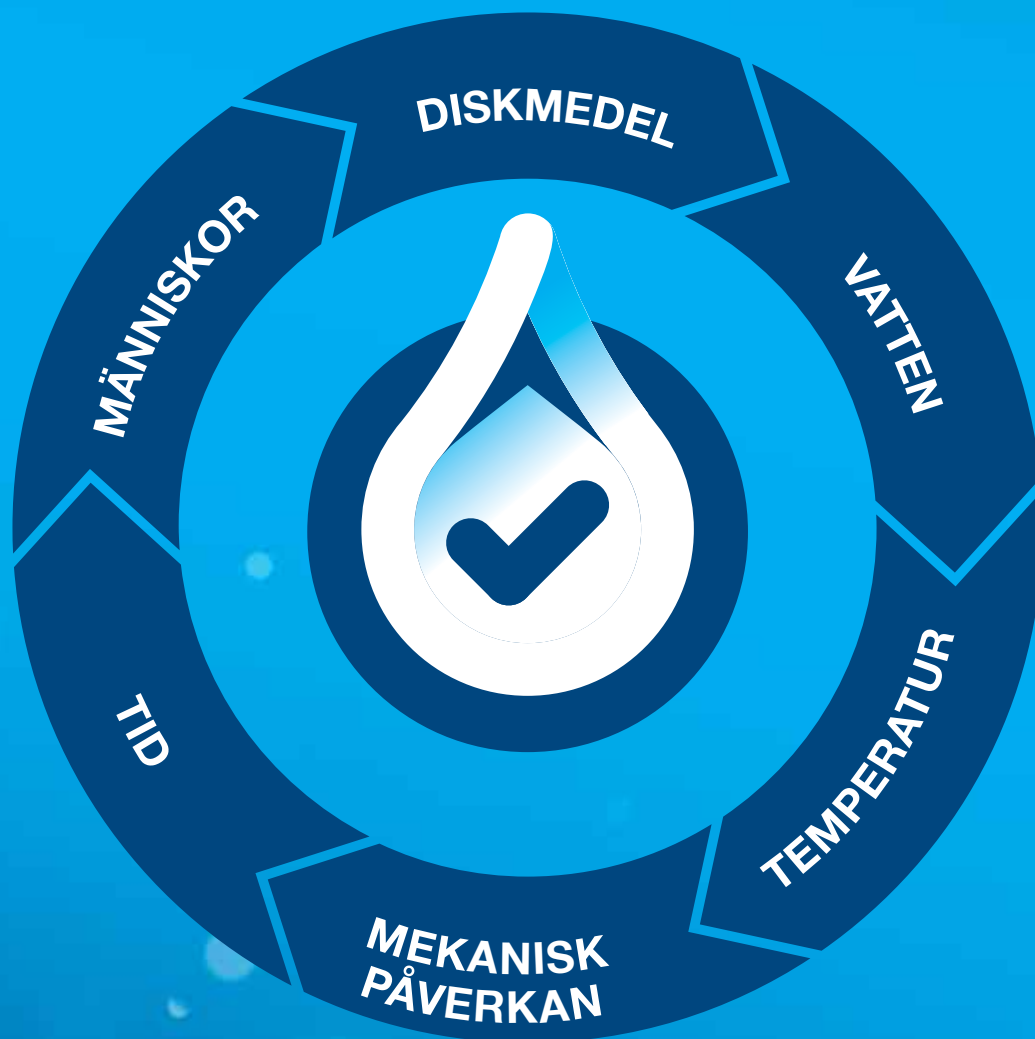 DISKMEDEL
VATTEN
TEMPERATUR
MEKANISK
PÅVERKAN
TID
MÄNNISKOR